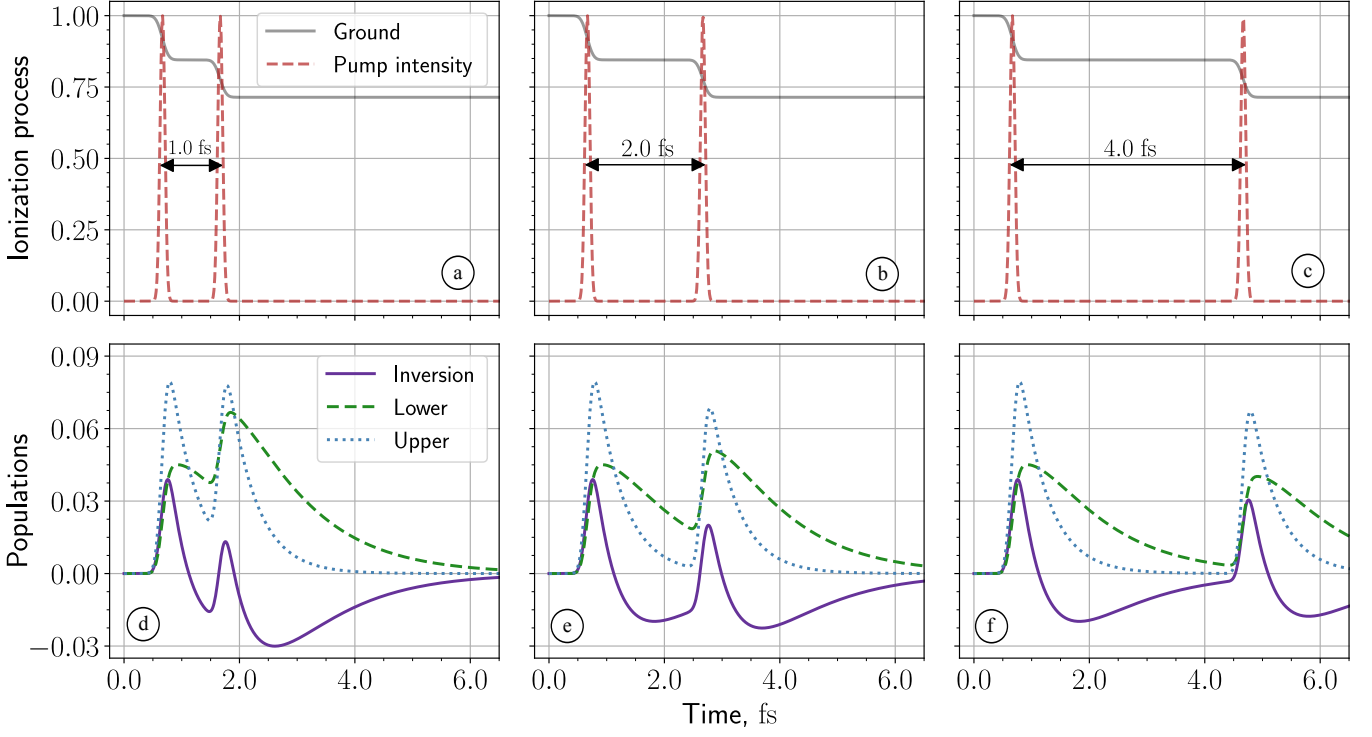 Ionization process
1.00
0.75
0.50
0.25
0.00
Ground
Pump intensity
1.0 fs
a
2.0 fs
b
4.0 fs
c
Populations
0.09
0.06
0.03
0.00
−0.03
Inversion
Lower
Upper
d
e
f
0.0 2.0 4.0 6.0
0.0 2.0 4.0 6.0
0.0 2.0 4.0 6.0
Time, fs